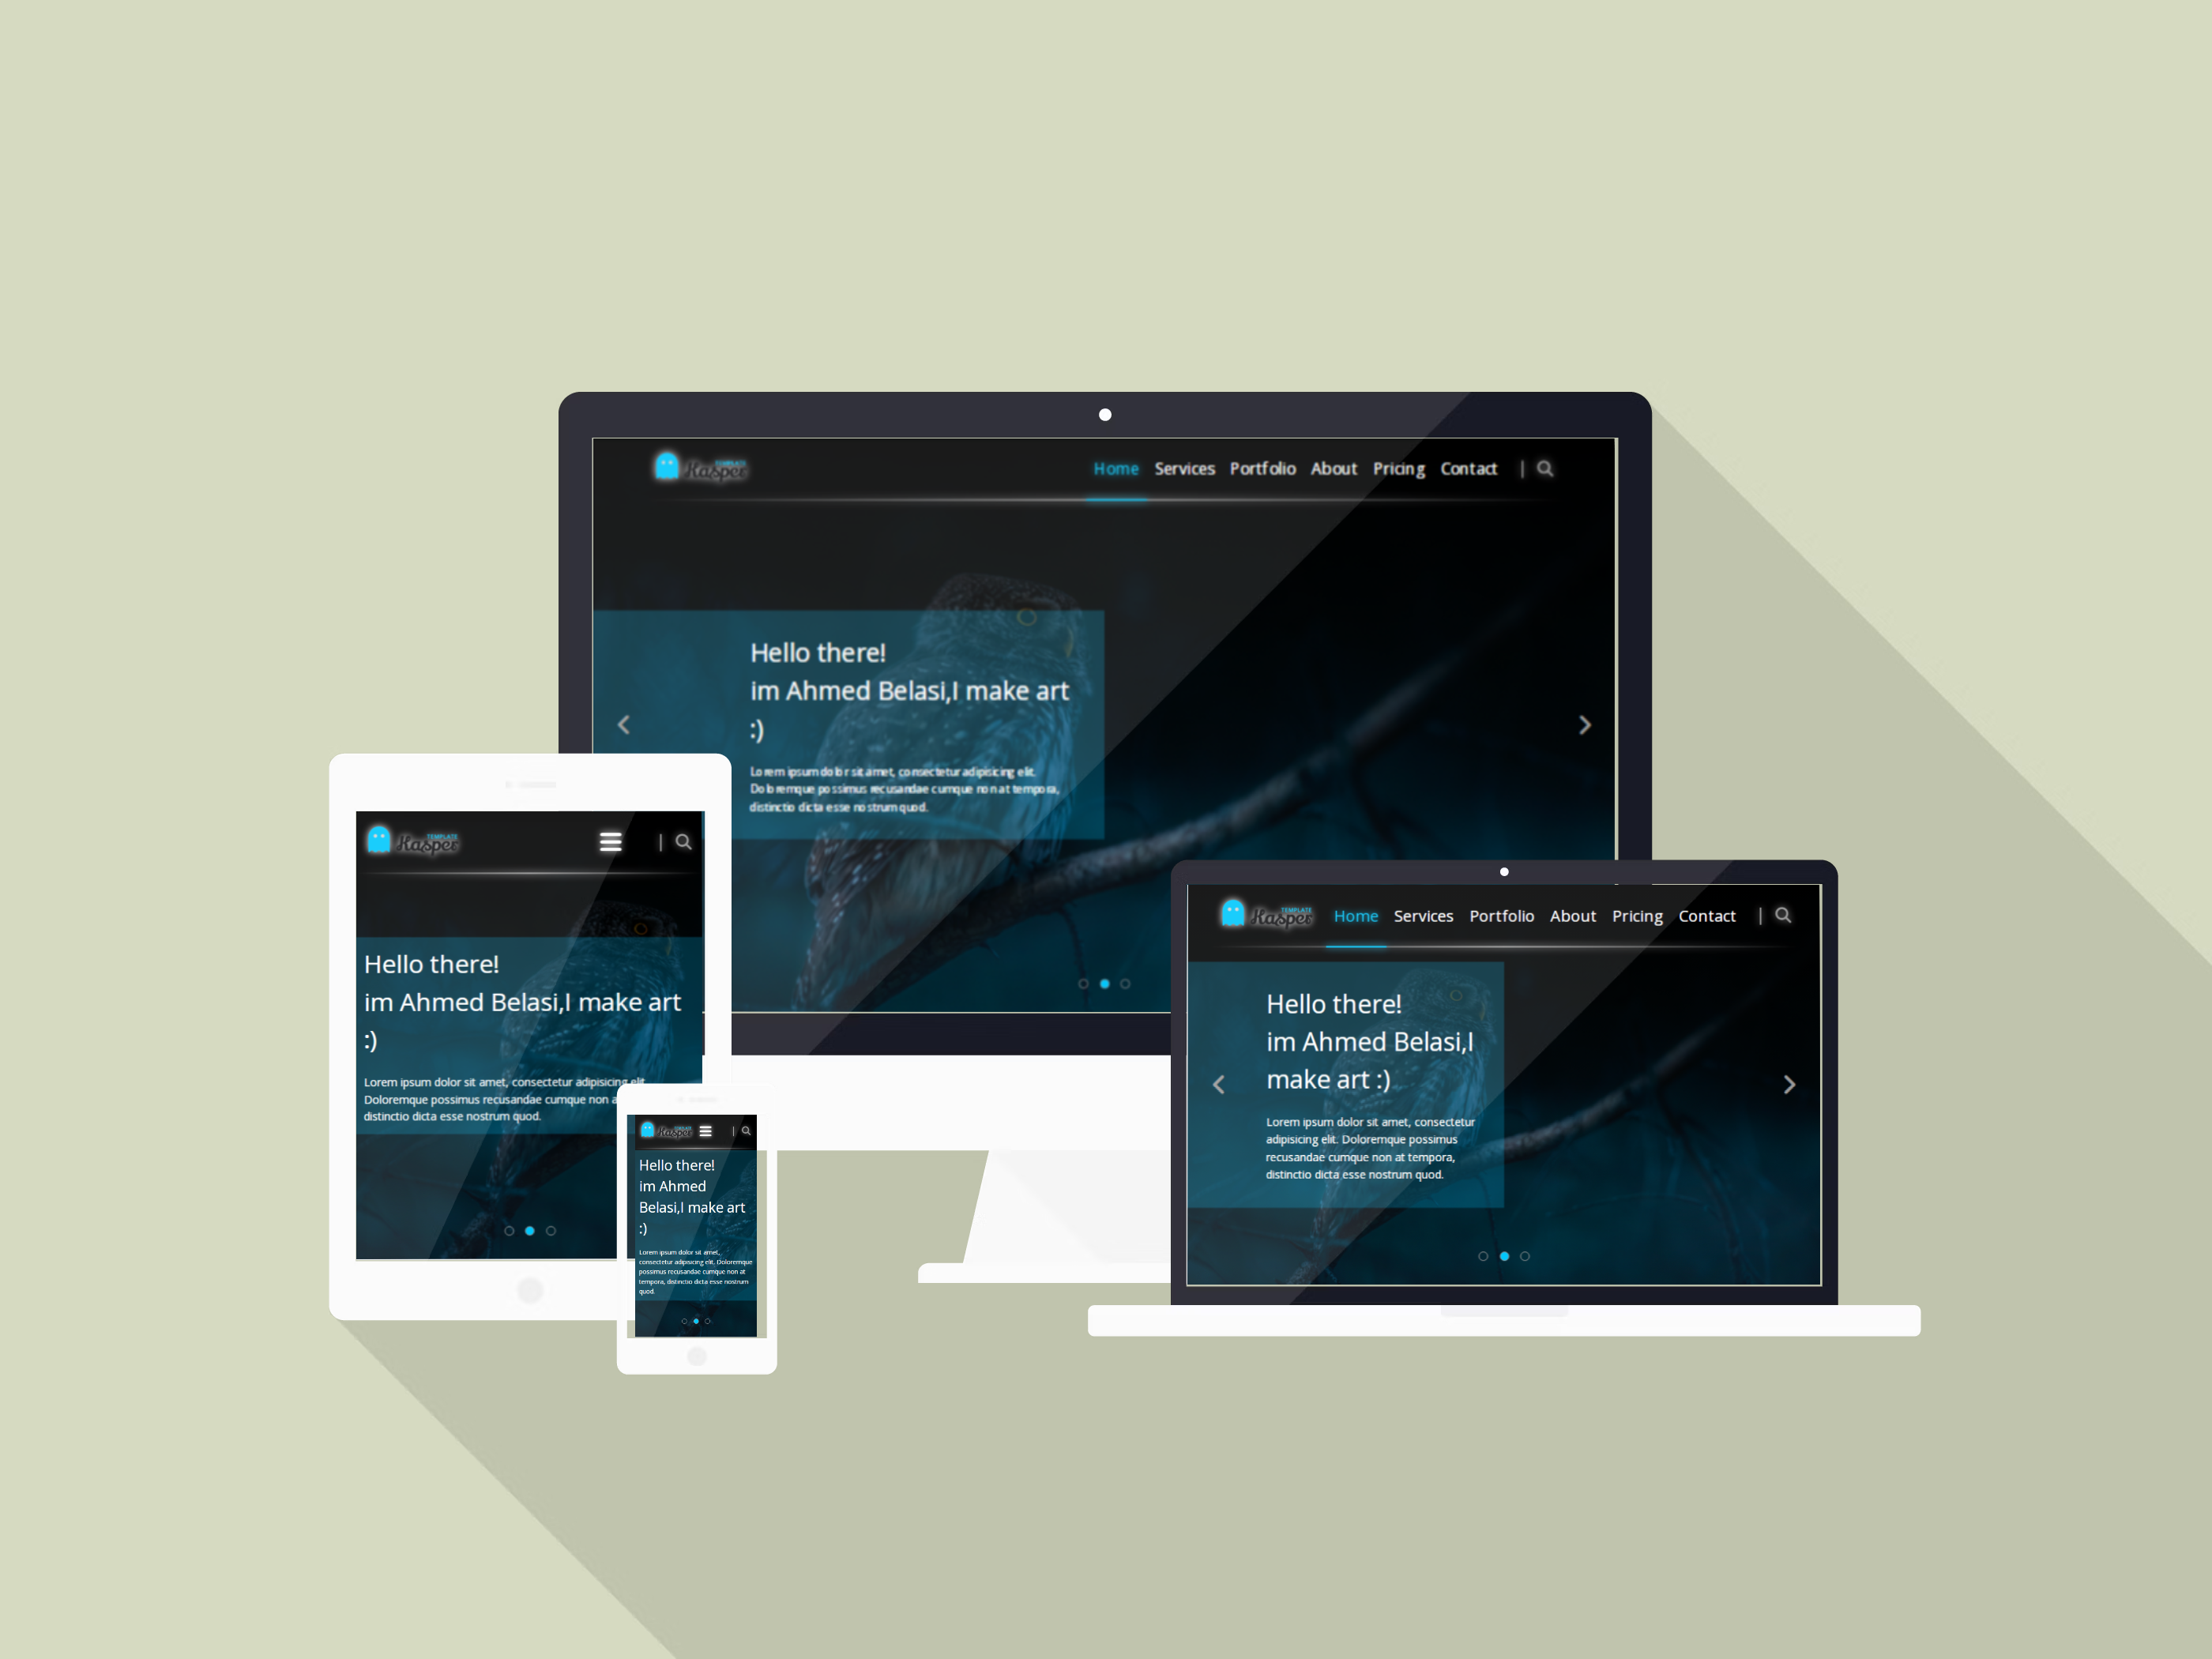 TEMPLATE
Kasper
Home Services Portfolio About Pricing Contact |
Hello there!
im Ahmed Belasi,I make art
:)
Lorem ipsum dolor sit amet, consectetur adipisicing elit.
Doloremque possimus recusandae cumque non at tempora,
distinctio dicta esse nostrum quod.
TEMPLATE
Kasper
|
Hello there!
im Ahmed Belasi,I make art
:)
Lorem ipsum dolor sit amet, consectetur adipisicing elit
Doloremque possimus recusandae cumque non a
distinctio dicta esse nostrum quod.
Kasper
|
Hello there!
im Ahmed
Belasi,I make art
:)
Lorem ipsum dolor sit amet,
consectetur adipisicing elit. Doloremque
possimus recusandae cumque non at
tempora, distinctio dicta esse nostrum
quod.
TEMPLATE
Kasper
Home Services Portfolio About Pricing Contact |
Hello there!
im Ahmed Belasi,I
make art :)
Lorem ipsum dolor sit amet, consectetur
adipisicing elit. Doloremque possimus
recusandae cumque non at tempora,
distinctio dicta esse nostrum quod.